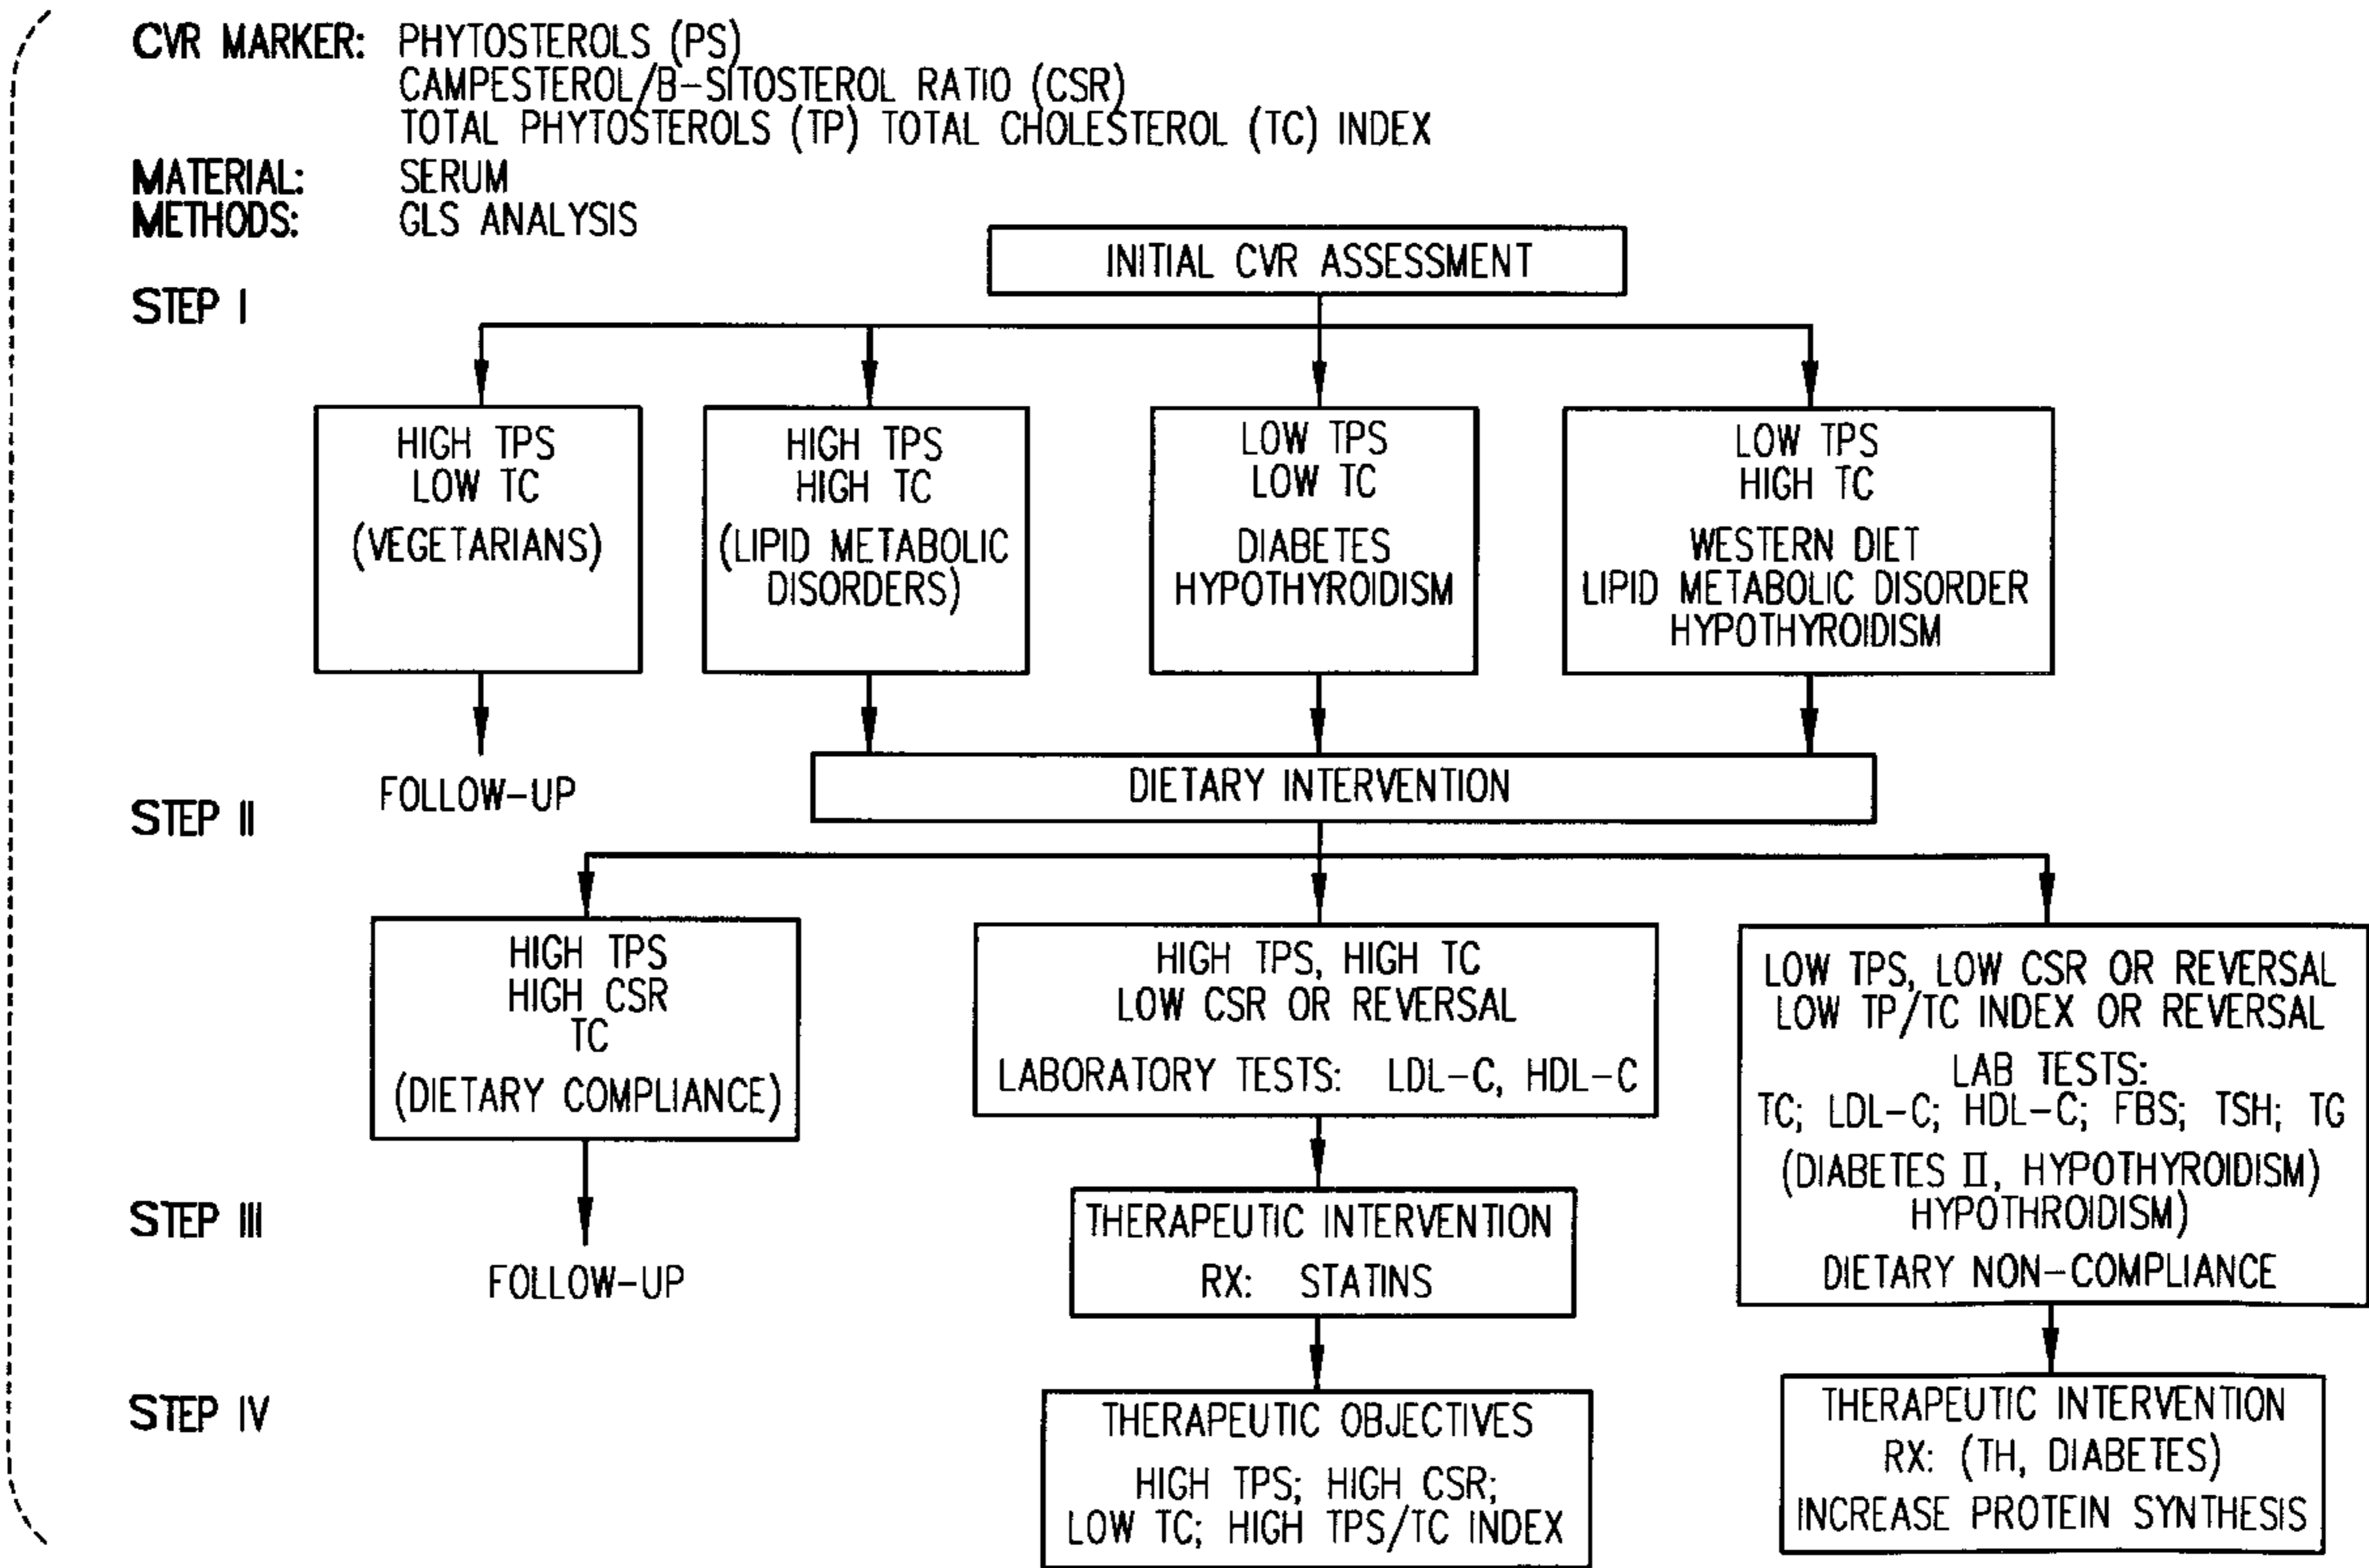 CVR MARKER: PHYTOSTEROLS (PS)
CAMPESTEROL/B-SITOSTEROL RATIO (CSR)
TOTAL PHYTOSTEROLS (TP) TOTAL CHOLESTEROL (TC) INDEX
MATERIAL: SERUM
METHODS: GLS ANALYSIS
INITIAL CVR ASSESSMENT
STEP I
HIGH TPS
LOW TC
(VEGETARIANS)
HIGH TPS
HIGH TC
(LIPID METABOLIC
DISORDERS)
LOW TPS
LOW TC
DIABETES
HYPOTHYROIDISM
LOW TPS
HIGH TC
WESTERN DIET
LIPID METABOLIC DISORDER
HYPOTHYROIDISM
FOLLOW-UP
DIETARY INTERVENTION
STEP II
HIGH TPS
HIGH CSR
TC
(DIETARY COMPLIANCE)
HIGH TPS, HIGH TC
LOW CSR OR REVERSAL
LABORATORY TESTS: LDL-C, HDL-C
LOW TPS, LOW CSR OR REVERSAL
LOW TP/TC INDEX OR REVERSAL
LAB TESTS:
TC; LDL-C; HDL-C; FBS; TSH; TG
(DIABETES II, HYPOTHYROIDISM)
HYPOTHROIDISM)
DIETARY NON-COMPLIANCE
STEP III
FOLLOW-UP
THERAPEUTIC INTERVENTION
RX: STATINS
STEP IV
THERAPEUTIC OBJECTIVES
HIGH TPS; HIGH CSR;
LOW TC; HIGH TPS/TC INDEX
THERAPEUTIC INTERVENTION
RX: (TH, DIABETES)
INCREASE PROTEIN SYNTHESIS